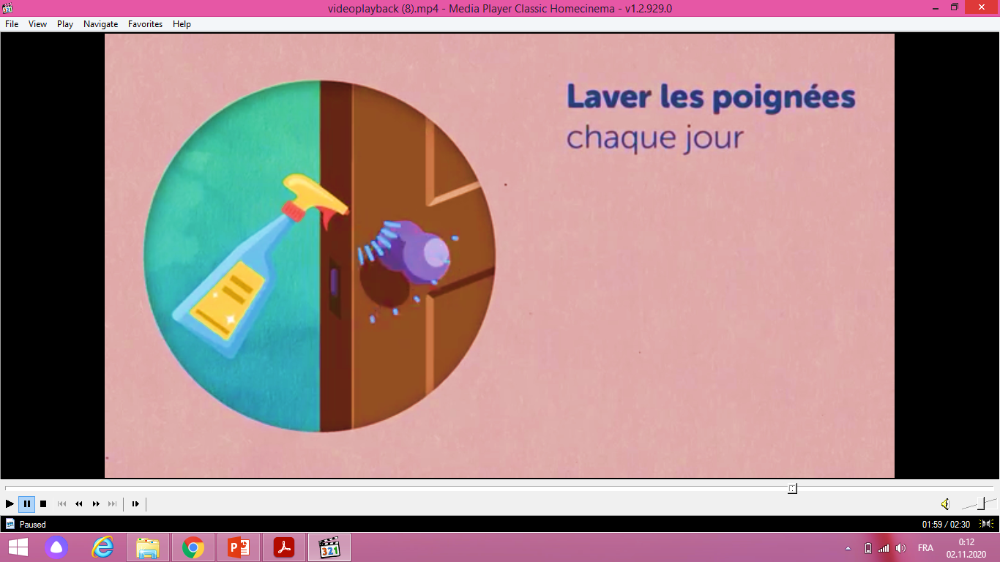 videoplayback (8).mp4 - Media Player Classic Homecinema - v1.2.929.0
File View Play Navigate Favorites Help
Laver les poignées
chaque jour
Paused
01:59 / 02:30
321
FRA
0:12
02.11.2020